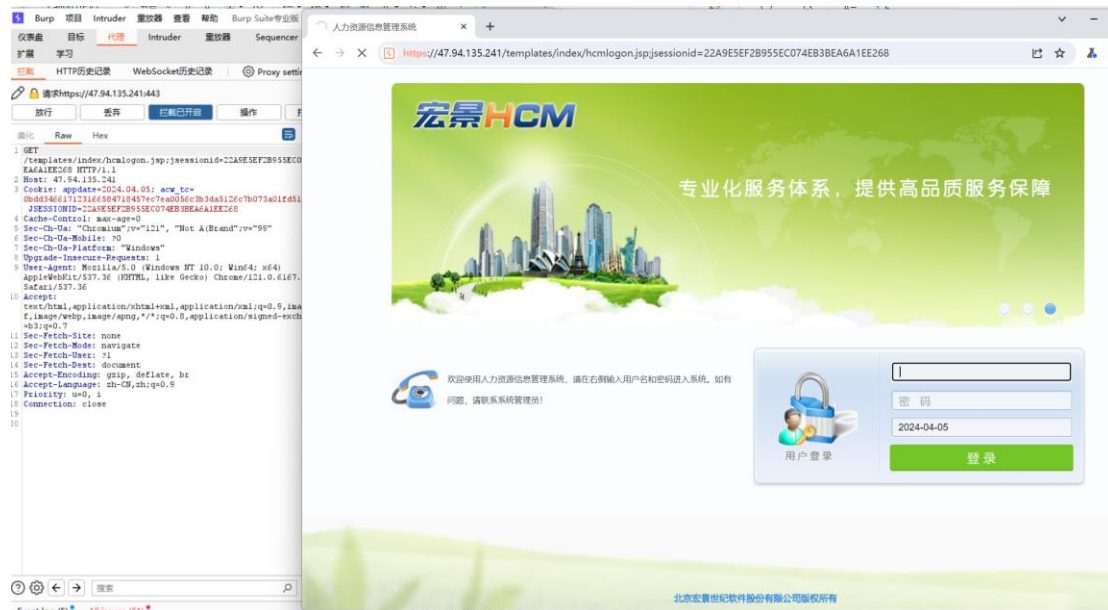 Burp 项目 Intruder 重放器 查看 帮助 Burp Suite专业版
仪表盘 目标 代理 Intruder 重放器 Sequencer
扩展 学习
拦截 HTTP历史记录 WebSocket历史记录 Proxy settin
请求https://47.94.135.241:443
放行 丢弃 拦截已开启 操作
美化 Raw Hex
1 GET
/templates/index/hcmlogon.jsp;jsessionid=22A9E5EF2B955EC0
EA6A1EE268 HTTP/1.1
2 Host: 47.94.135.241
3 Cookie: appdate=2024.04.05; acw_tc=
JSESSIONID=22A9E5EF2B955EC074EB3BEA6A1EE268
4 Cache-Control: max-age=0
5 Sec-Ch-Ua: "Chromium";v="121", "Not A(Brand";v="99"
6 Sec-Ch-Ua-Mobile: ?0
7 Sec-Ch-Ua-Platform: "Windows"
8 Upgrade-Insecure-Requests: 1
9 User-Agent: Mozilla/5.0 (Windows NT 10.0; Win64; x64)
AppleWebKit/537.36 (KHTML, like Gecko) Chrome/121.0.6167.
Safari/537.36
10 Accept:
text/html,application/xhtml+xml,application/xml;q=0.9,ima
f,image/webp,image/apng,*/*;q=0.8,application/signed-exch
=b3;q=0.7
11 Sec-Fetch-Site: none
12 Sec-Fetch-Mode: navigate
13 Sec-Fetch-User: ?1
14 Sec-Fetch-Dest: document
15 Accept-Encoding: gzip, deflate, br
16 Accept-Language: zh-CN,zh;q=0.9
17 Priority: u=0, i
18 Connection: close
19
20
搜索
人力资源信息管理系统
https://47.94.135.241/templates/index/hcmlogon.jsp;jsessionid=22A9E5EF2B955EC074EB3BEA6A1EE268
宏景HCM
专业化服务体系，提供高品质服务保障
欢迎使用人力资源信息管理系统，请在右侧输入用户名和密码进入系统。如有
问题，请联系系统管理员！
密 码
2024-04-05
用户登录
登录
北京宏景世纪软件股份有限公司版权所有